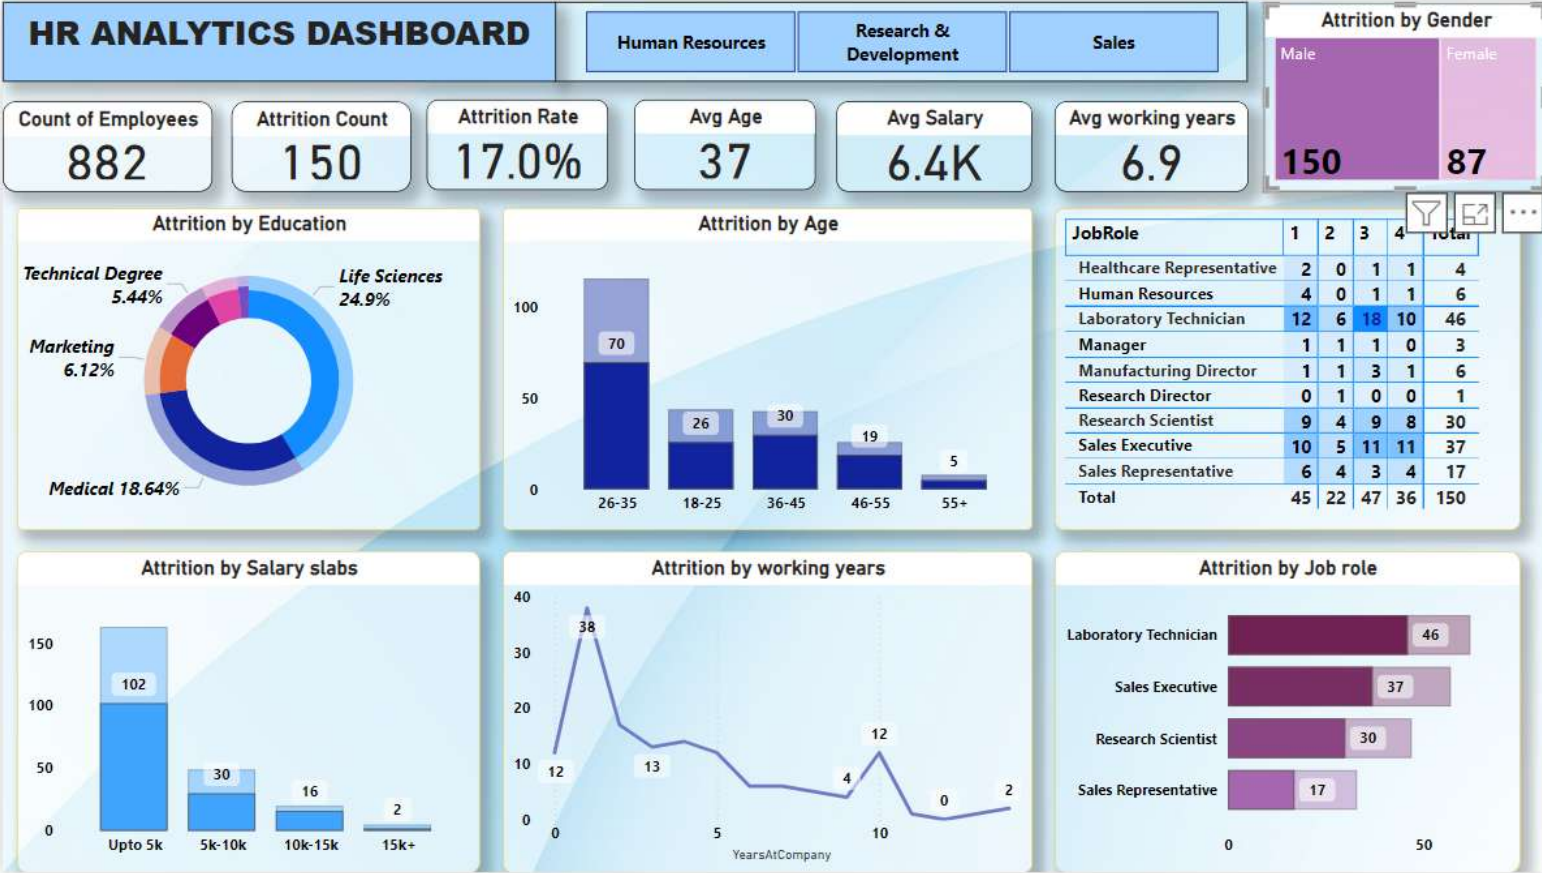 HR ANALYTICS DASHBOARD
Human Resources
Research &
Development
Sales
Attrition by Gender
Male
Female
150
87
Count of Employees
882
Attrition Count
150
Attrition Rate
17.0%
Avg Age
37
Avg Salary
6.4K
Avg working years
6.9
Attrition by Education
Technical Degree
5.44%
Life Sciences
24.9%
Marketing
6.12%
Medical 18.64%
Attrition by Age
100
50
0
70
26
30
19
5
26-35 18-25 36-45 46-55 55+
JobRole 1 2 3 4 Total
Healthcare Representative 2 0 1 1 4
Human Resources 4 0 1 1 6
Laboratory Technician 12 6 18 10 46
Manager 1 1 1 0 3
Manufacturing Director 1 1 3 1 6
Research Director 0 1 0 0 1
Research Scientist 9 4 9 8 30
Sales Executive 10 5 11 11 37
Sales Representative 6 4 3 4 17
Total 45 22 47 36 150
Attrition by Salary slabs
150
100
50
0
102
30
16
2
Upto 5k 5k-10k 10k-15k 15k+
Attrition by working years
40
30
20
10
0
12
38
13
4
12
0
2
0 5 10
YearsAtCompany
Attrition by Job role
Laboratory Technician 46
Sales Executive 37
Research Scientist 30
Sales Representative 17
0 50